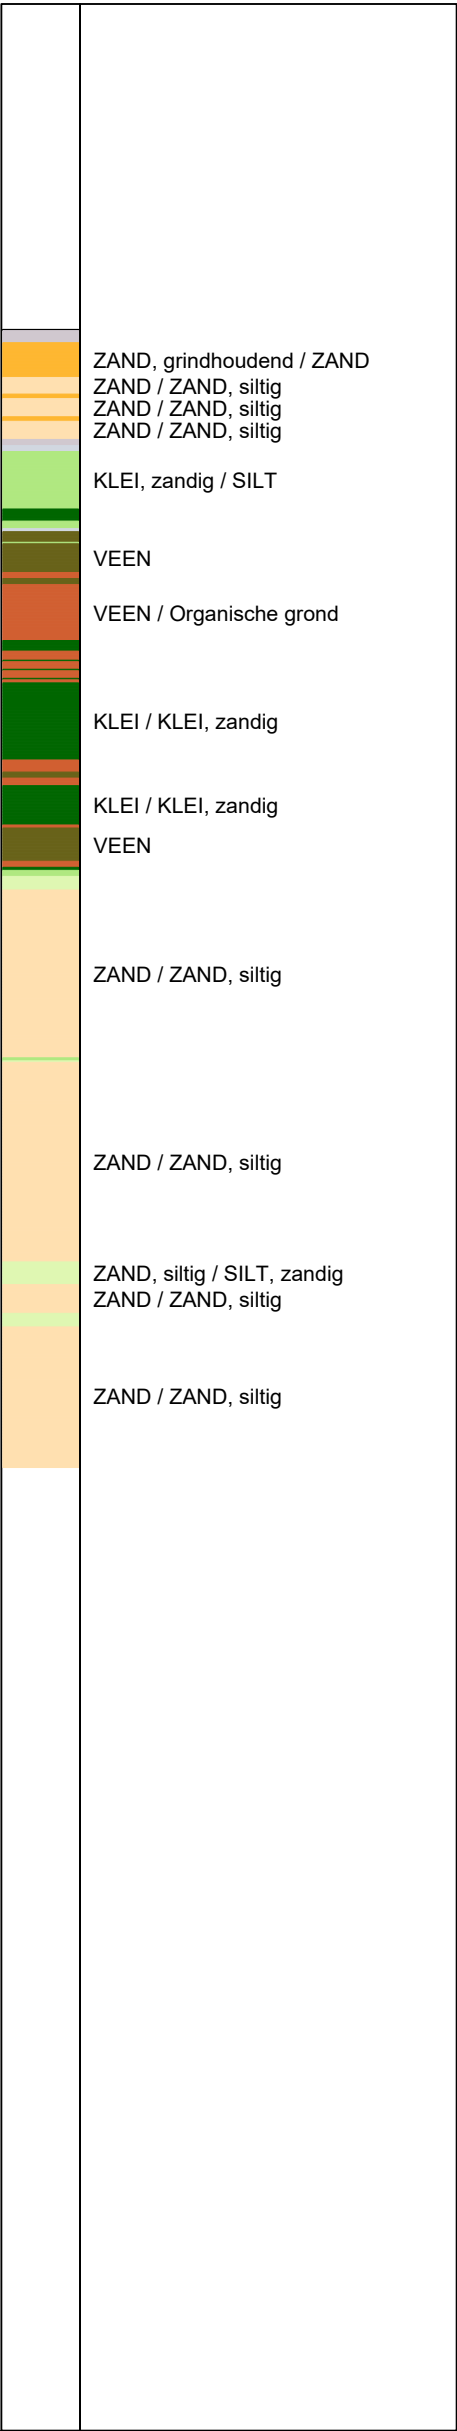 ZAND, grindhoudend / ZAND
ZAND / ZAND, siltig
ZAND / ZAND, siltig
ZAND / ZAND, siltig
KLEI, zandig / SILT
VEEN
VEEN / Organische grond
KLEI / KLEI, zandig
KLEI / KLEI, zandig
VEEN
ZAND / ZAND, siltig
ZAND / ZAND, siltig
ZAND, siltig / SILT, zandig
ZAND / ZAND, siltig
ZAND / ZAND, siltig